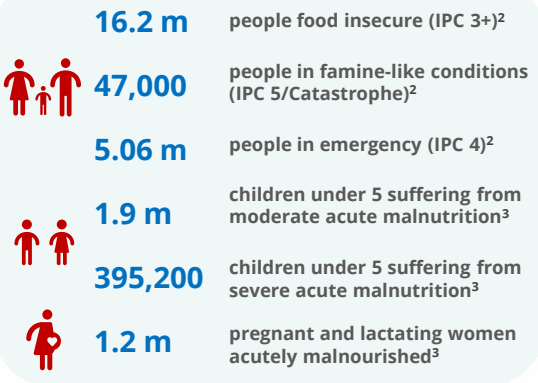 16.2 m people food insecure (IPC 3+)²
47,000 people in famine-like conditions
(IPC 5/Catastrophe)²
5.06 m people in emergency (IPC 4)²
1.9 m children under 5 suffering from
moderate acute malnutrition³
395,200 children under 5 suffering from
severe acute malnutrition³
1.2 m pregnant and lactating women
acutely malnourished³